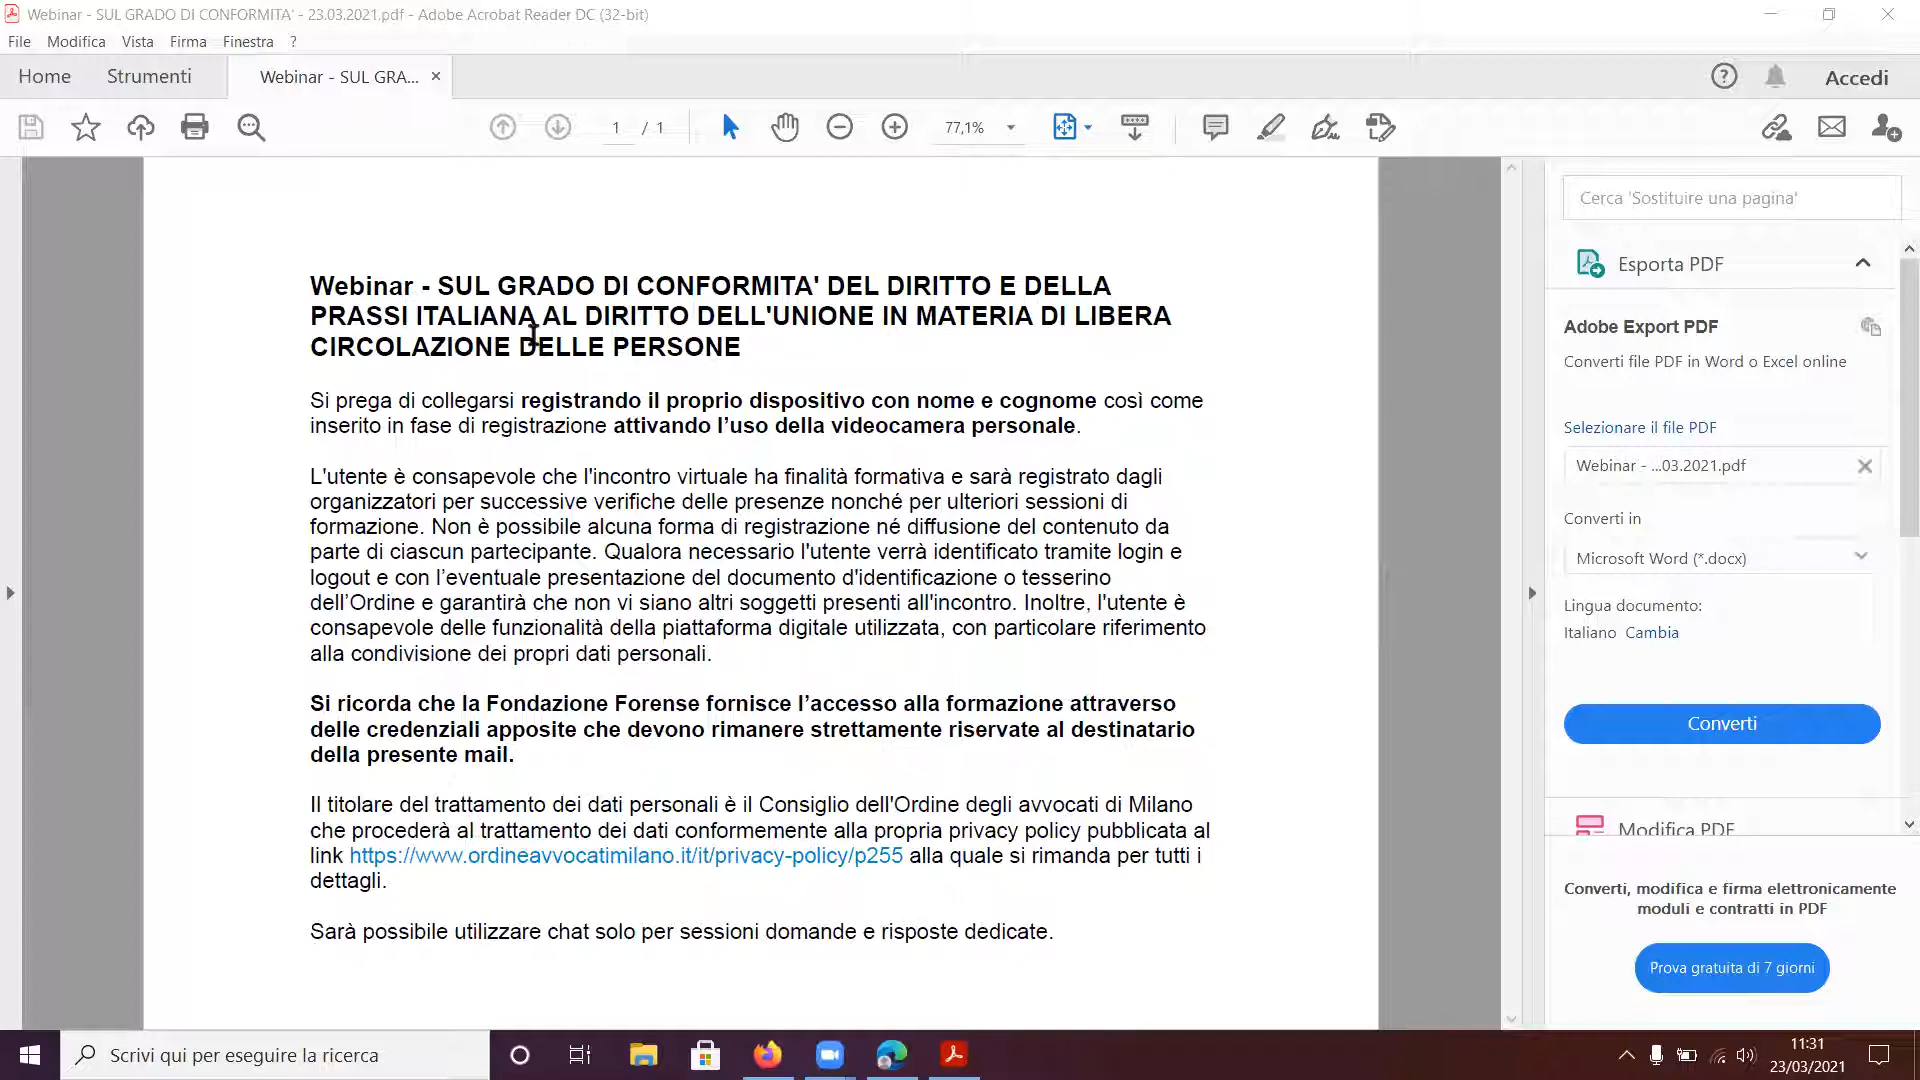 Webinar - SUL GRADO DI CONFORMITA' - 23.03.2021.pdf - Adobe Acrobat Reader DC (32-bit)
File Modifica Vista Firma Finestra ?
Home Strumenti Webinar - SUL GRA... × Accedi
1 / 1 77,1%
Cerca 'Sostituire una pagina'
Esporta PDF
Adobe Export PDF
Converti file PDF in Word o Excel online
Selezionare il file PDF
Webinar - ...03.2021.pdf
Converti in
Microsoft Word (*.docx)
Lingua documento:
Italiano Cambia
Converti
Modifica PDF
Converti, modifica e firma elettronicamente
moduli e contratti in PDF
Prova gratuita di 7 giorni
Webinar - SUL GRADO DI CONFORMITA' DEL DIRITTO E DELLA
PRASSI ITALIANA AL DIRITTO DELL'UNIONE IN MATERIA DI LIBERA
CIRCOLAZIONE DELLE PERSONE
Si prega di collegarsi registrando il proprio dispositivo con nome e cognome così come
inserito in fase di registrazione attivando l’uso della videocamera personale.
L'utente è consapevole che l'incontro virtuale ha finalità formativa e sarà registrato dagli
organizzatori per successive verifiche delle presenze nonché per ulteriori sessioni di
formazione. Non è possibile alcuna forma di registrazione né diffusione del contenuto da
parte di ciascun partecipante. Qualora necessario l'utente verrà identificato tramite login e
logout e con l’eventuale presentazione del documento d'identificazione o tesserino
dell’Ordine e garantirà che non vi siano altri soggetti presenti all'incontro. Inoltre, l'utente è
consapevole delle funzionalità della piattaforma digitale utilizzata, con particolare riferimento
alla condivisione dei propri dati personali.
Si ricorda che la Fondazione Forense fornisce l’accesso alla formazione attraverso
delle credenziali apposite che devono rimanere strettamente riservate al destinatario
della presente mail.
Il titolare del trattamento dei dati personali è il Consiglio dell'Ordine degli avvocati di Milano
che procederà al trattamento dei dati conformemente alla propria privacy policy pubblicata al
link https://www.ordineavvocatimilano.it/it/privacy-policy/p255 alla quale si rimanda per tutti i
dettagli.
Sarà possibile utilizzare chat solo per sessioni domande e risposte dedicate.
Scrivi qui per eseguire la ricerca
11:31
23/03/2021